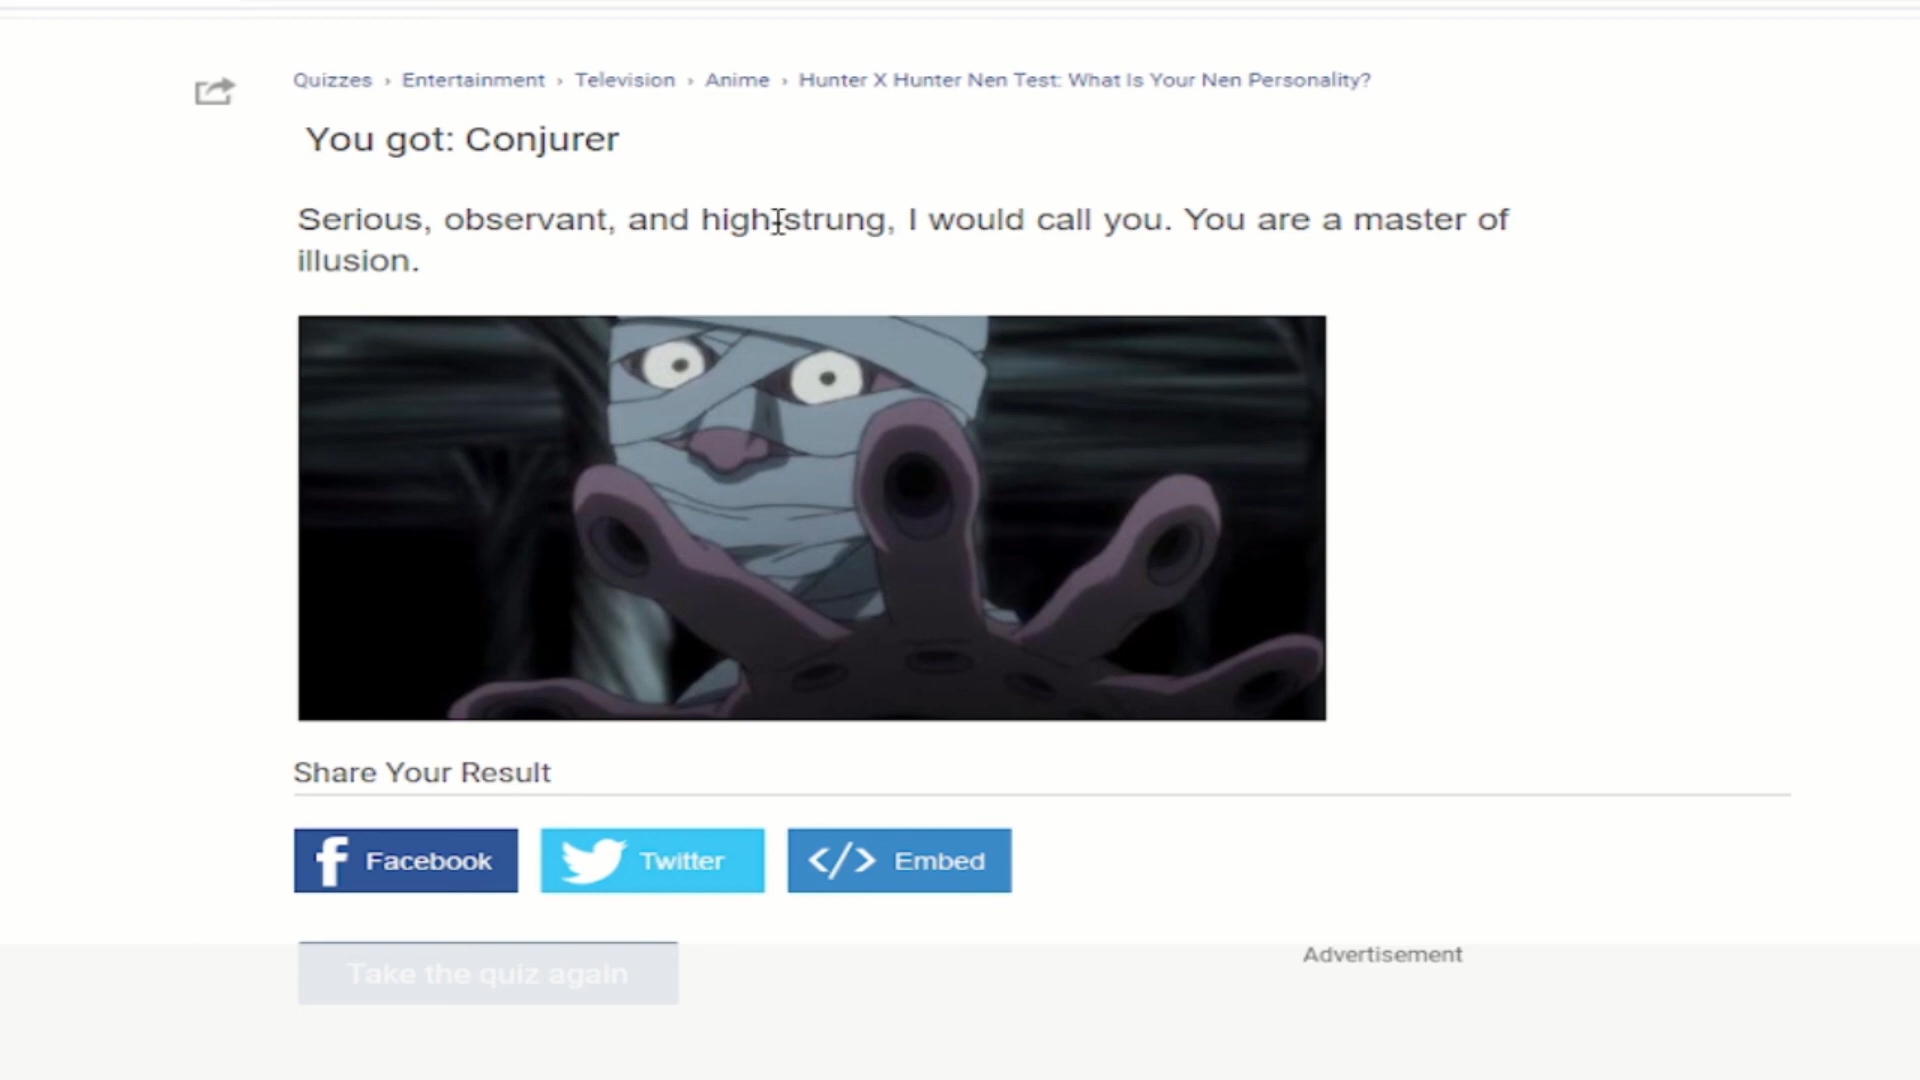 Quizzes › Entertainment › Television › Anime › Hunter X Hunter Nen Test: What Is Your Nen Personality?
You got: Conjurer
Serious, observant, and high-strung, I would call you. You are a master of
illusion.
Share Your Result
Facebook
Twitter
Embed
Take the quiz again
Advertisement